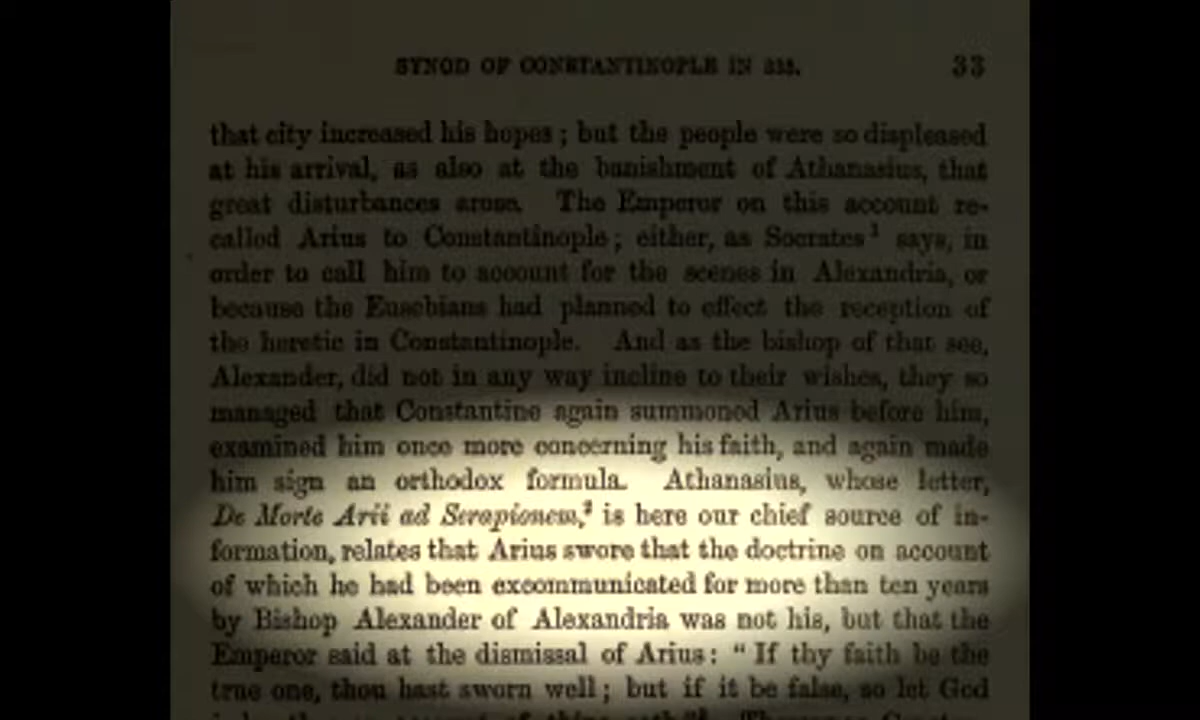 SYNOD OF CONSTANTINOPLE IN 335. 33
that city increased his hopes; but the people were so displeased
at his arrival, as also at the banishment of Athanasius, that
great disturbances arose. The Emperor on this account re-
called Arius to Constantinople; either, as Socrates¹ says, in
order to call him to account for the scenes in Alexandria, or
because the Eusebians had planned to effect the reception of
the heretic in Constantinople. And as the bishop of that see,
Alexander, did not in any way incline to their wishes, they so
managed that Constantine again summoned Arius before him,
examined him once more concerning his faith, and again made
him sign an orthodox formula. Athanasius, whose letter,
De Morte Arii ad Serapionem,² is here our chief source of in-
formation, relates that Arius swore that the doctrine on account
of which he had been excommunicated for more than ten years
by Bishop Alexander of Alexandria was not his, but that the
Emperor said at the dismissal of Arius: “If thy faith be the
true one, thou hast sworn well; but if it be false, so let God